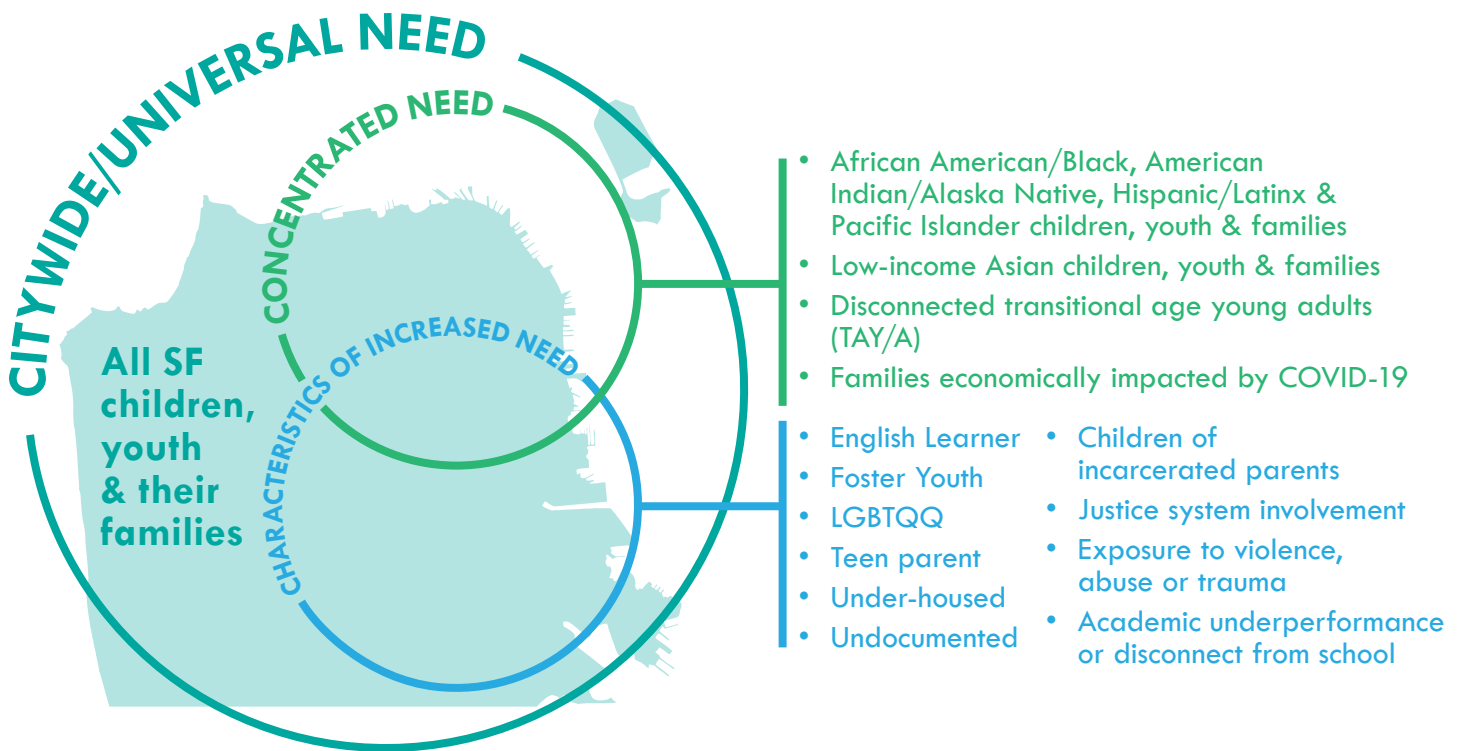 CITYWIDE/UNIVERSAL NEED
CONCENTRATED NEED
CHARACTERISTICS OF INCREASED NEED
All SF
children,
youth
& their
families
• African American/Black, American
Indian/Alaska Native, Hispanic/Latinx &
Pacific Islander children, youth & families
• Low-income Asian children, youth & families
• Disconnected transitional age young adults
(TAY/A)
• Families economically impacted by COVID-19
• English Learner
• Foster Youth
• LGBTQQ
• Teen parent
• Under-housed
• Undocumented
• Children of
incarcerated parents
• Justice system involvement
• Exposure to violence,
abuse or trauma
• Academic underperformance
or disconnect from school